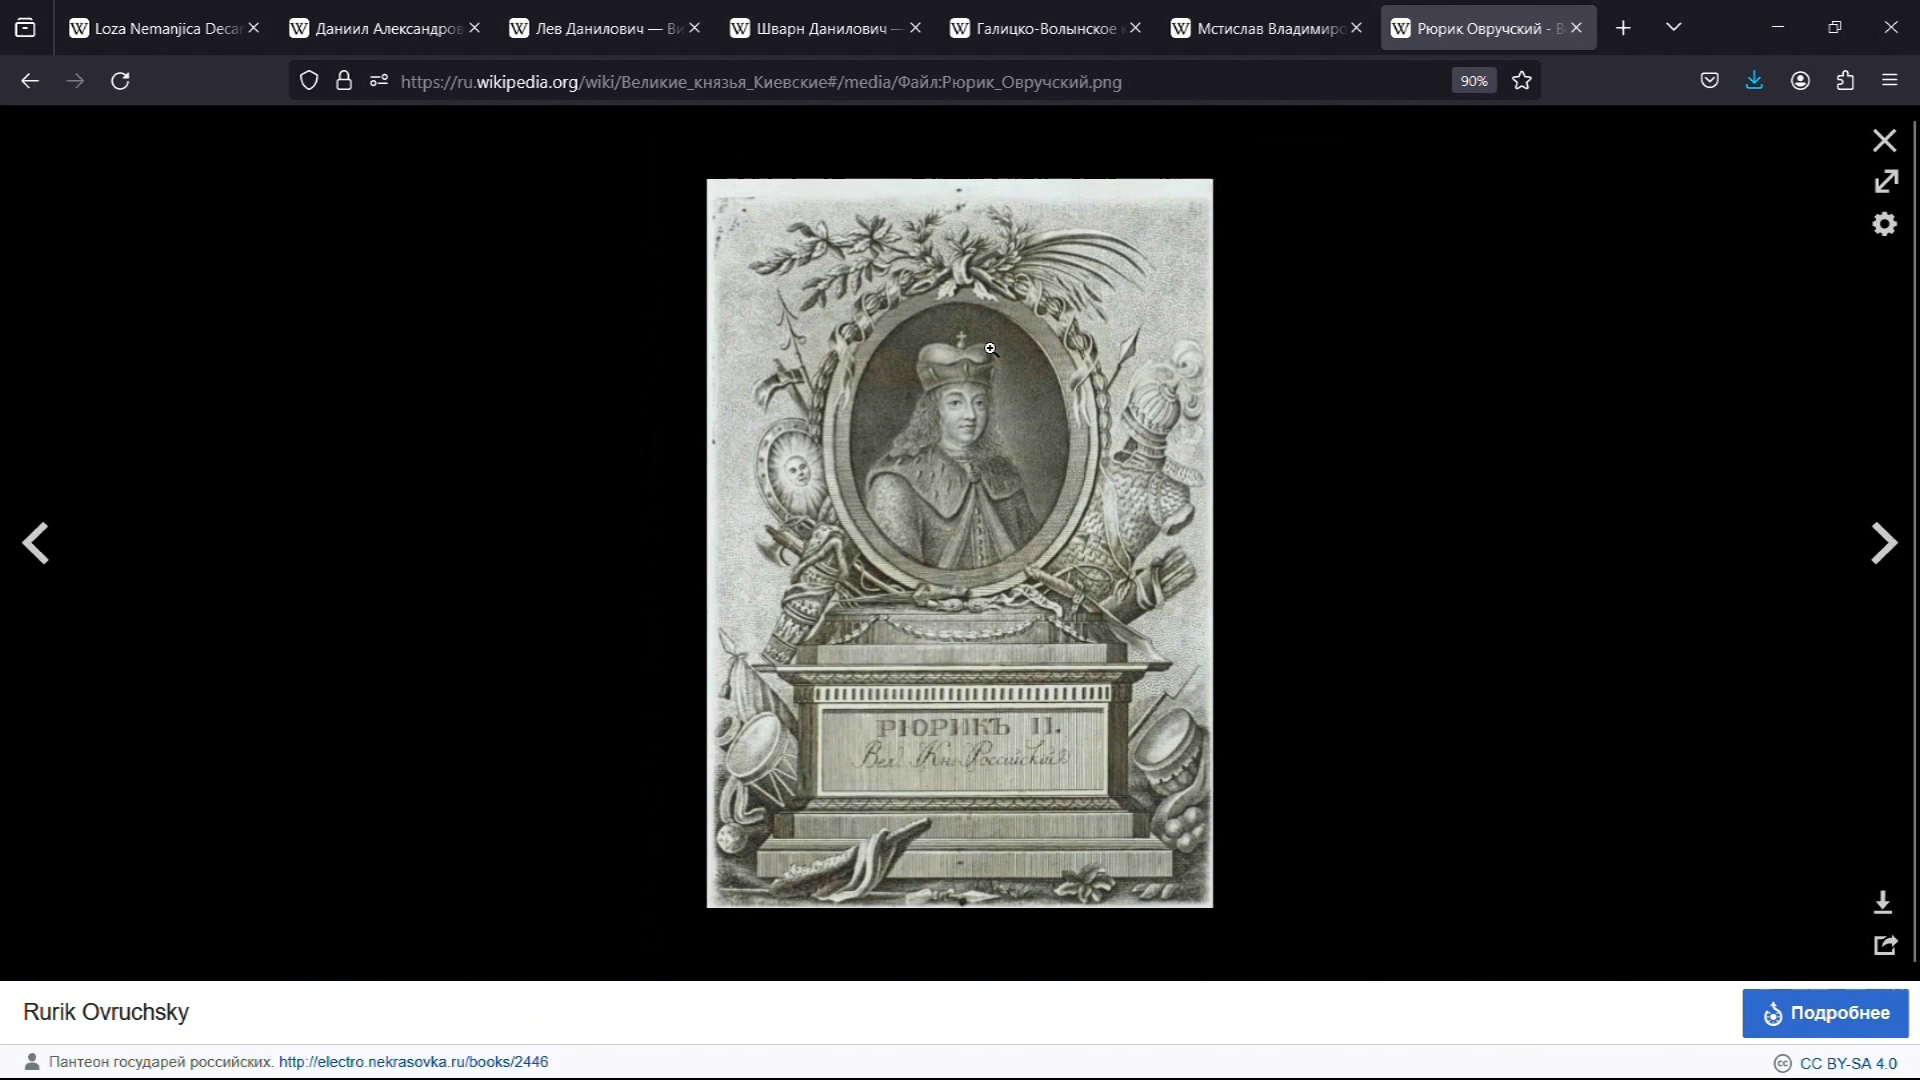 Loza Nemanjica Deca
Даниил Александров
Лев Данилович — Ви
Шварн Данилович —
Галицко-Волынское к
Мстислав Владимиро
Рюрик Овручский - В
https://ru.wikipedia.org/wiki/Великие_князья_Киевские#/media/Файл:Рюрик_Овручский.png
90%
РЮРИКЪ II.
Вел. Кн. Россійскій
Rurik Ovruchsky
Подробнее
Пантеон государей российских. http://electro.nekrasovka.ru/books/2446
CC BY-SA 4.0